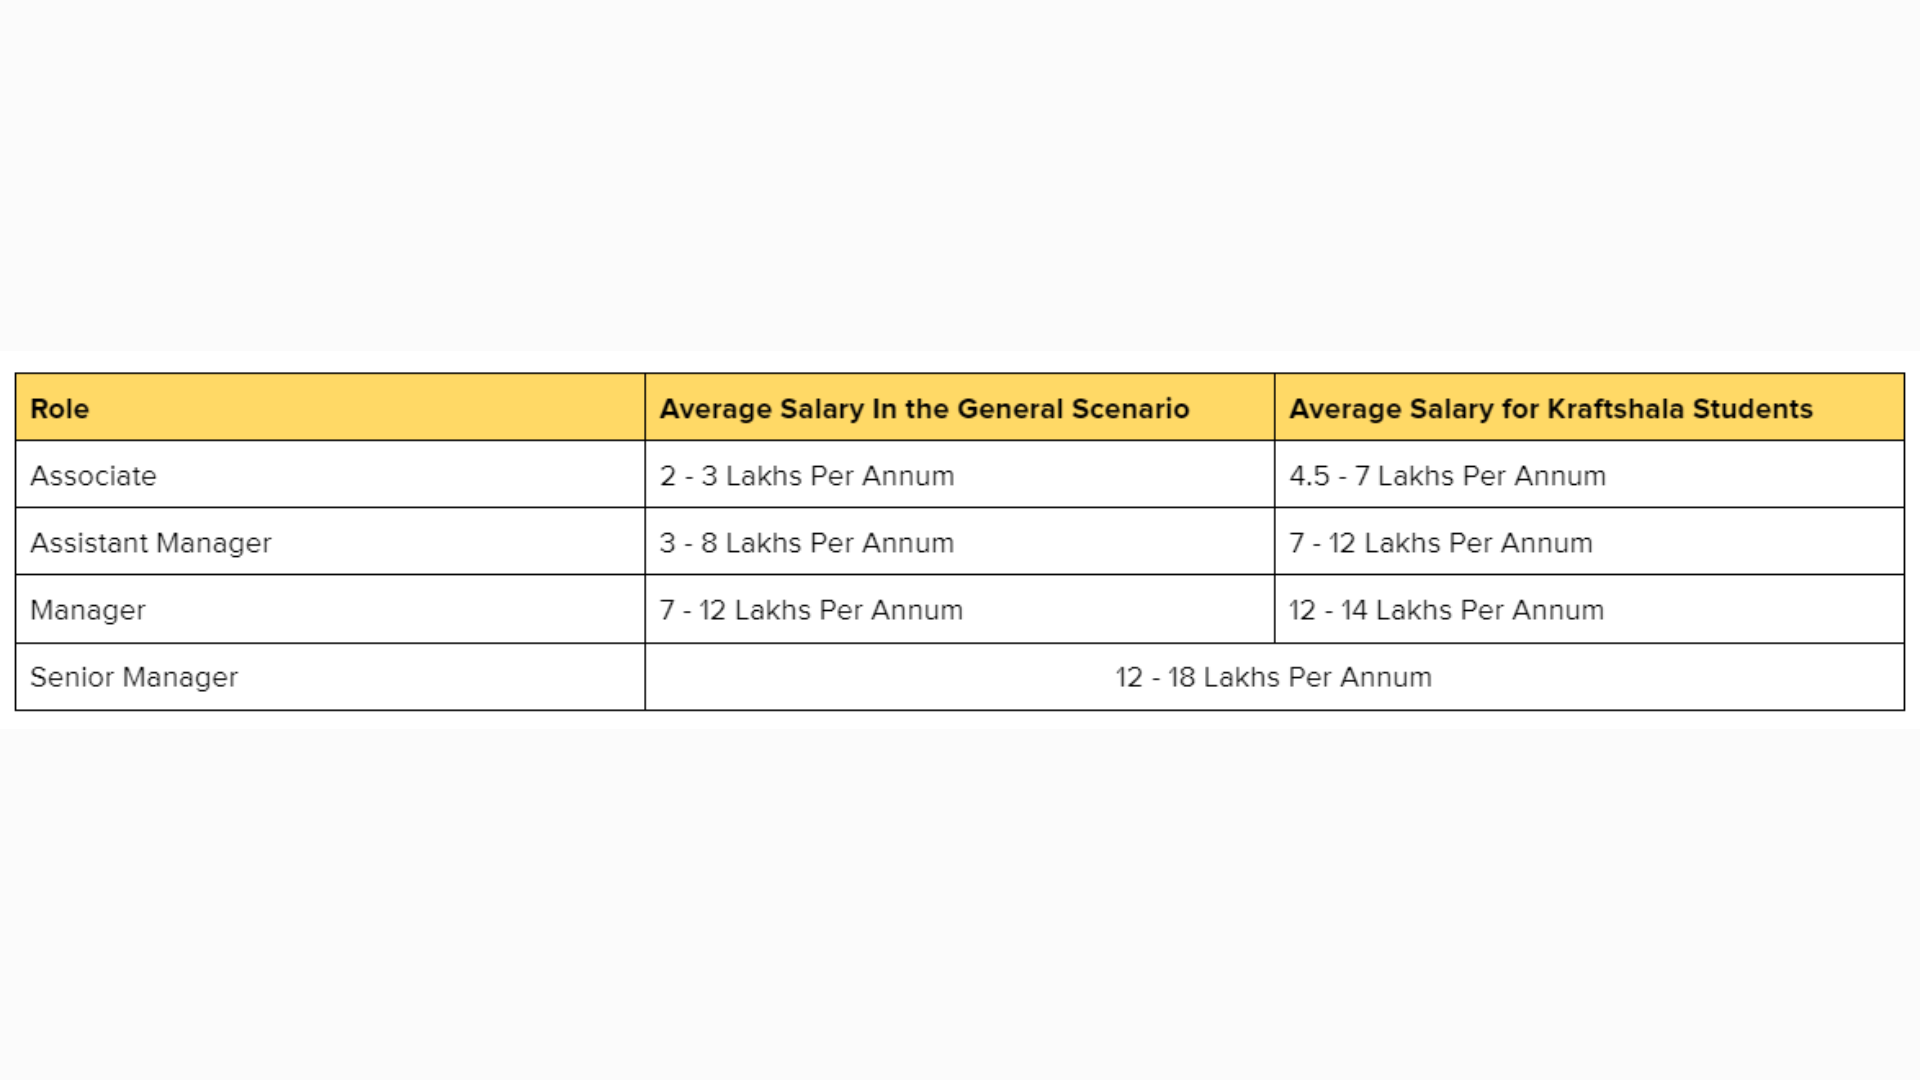 Role Average Salary In the General Scenario Average Salary for Kraftshala Students
Associate 2 - 3 Lakhs Per Annum 4.5 - 7 Lakhs Per Annum
Assistant Manager 3 - 8 Lakhs Per Annum 7 - 12 Lakhs Per Annum
Manager 7 - 12 Lakhs Per Annum 12 - 14 Lakhs Per Annum
Senior Manager 12 - 18 Lakhs Per Annum